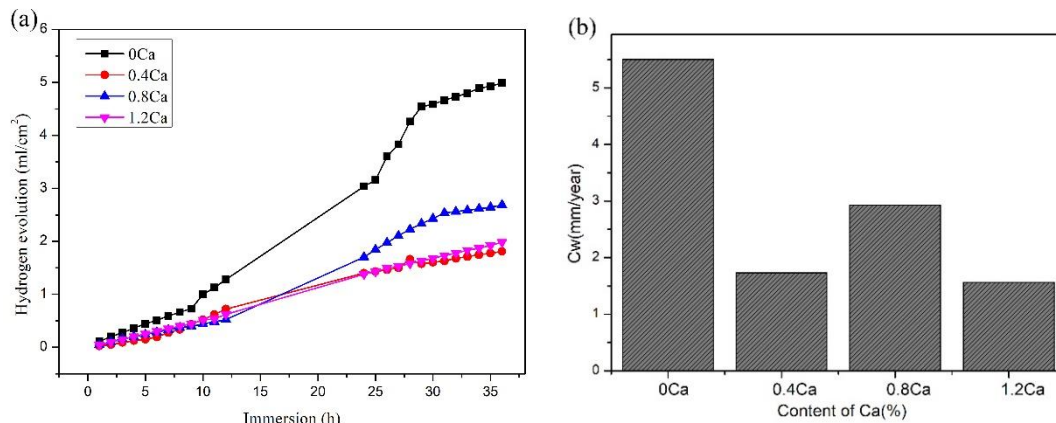 (a)
6
5
4
3
2
1
0
Hydrogen evolution (ml/cm²)
0Ca
0.4Ca
0.8Ca
1.2Ca
0 5 10 15 20 25 30 35
Immersion (h)
(b)
5
4
3
2
1
0
Cw(mm/year)
0Ca 0.4Ca 0.8Ca 1.2Ca
Content of Ca(%)